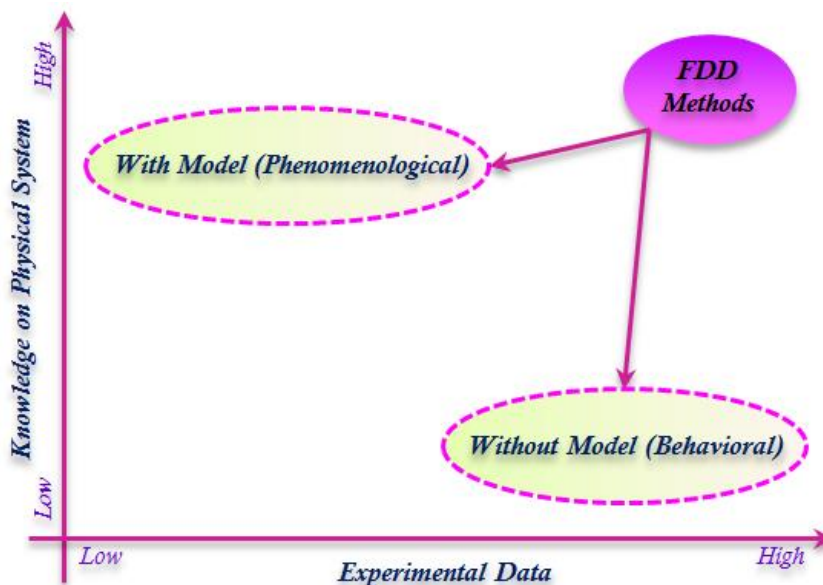 High
FDD
Methods
With Model (Phenomenological)
Knowledge on Physical System
Without Model (Behavioral)
Low
Low
High
Experimental Data